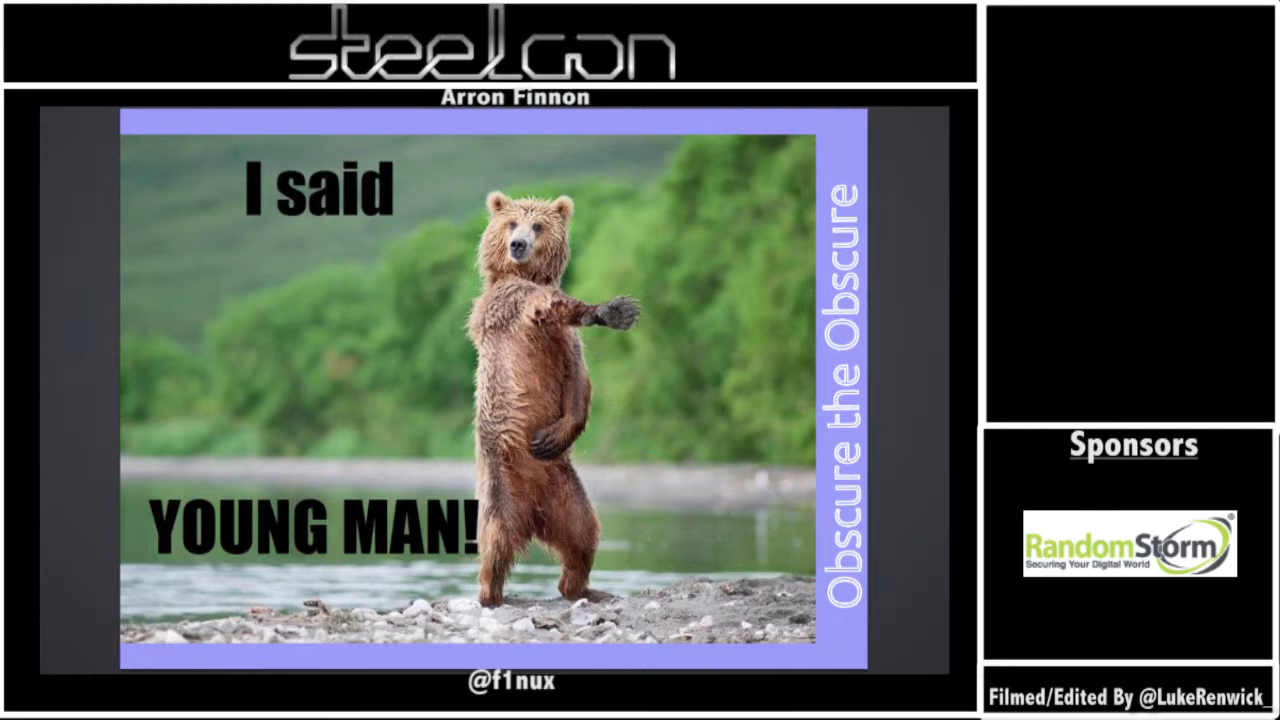 steelcon
Arron Finnon
I said
YOUNG MAN!
Obscure the Obscure
@f1nux
Sponsors
RandomStorm®
Securing Your Digital World
Filmed/Edited By @LukeRenwick_